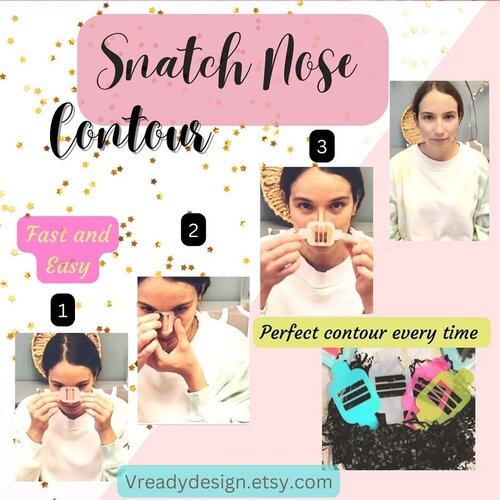 Snatch Nose
Contour
3
2
Fast and
Easy
1
Perfect contour every time
Vreadydesign.etsy.com